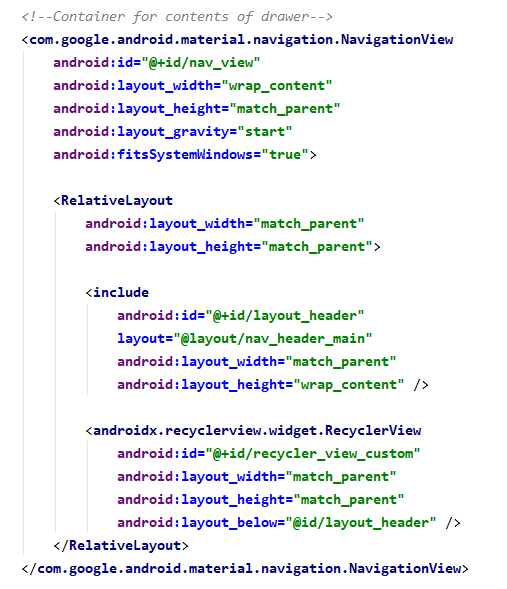 <!--Container for contents of drawer-->
<com.google.android.material.navigation.NavigationView
    android:id="@+id/nav_view"
    android:layout_width="wrap_content"
    android:layout_height="match_parent"
    android:layout_gravity="start"
    android:fitsSystemWindows="true">

    <RelativeLayout
        android:layout_width="match_parent"
        android:layout_height="match_parent">

        <include
            android:id="@+id/layout_header"
            layout="@layout/nav_header_main"
            android:layout_width="match_parent"
            android:layout_height="wrap_content" />

        <androidx.recyclerview.widget.RecyclerView
            android:id="@+id/recycler_view_custom"
            android:layout_width="match_parent"
            android:layout_height="match_parent"
            android:layout_below="@id/layout_header" />
    </RelativeLayout>
</com.google.android.material.navigation.NavigationView>